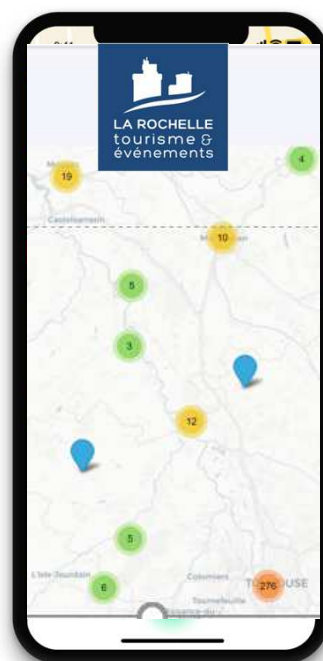 LA ROCHELLE
tourisme &
événements
4
19
Castelsarrasin
10
5
3
12
5
L'Isle-Jourdain
Colomiers
6
276
Tournefeuille